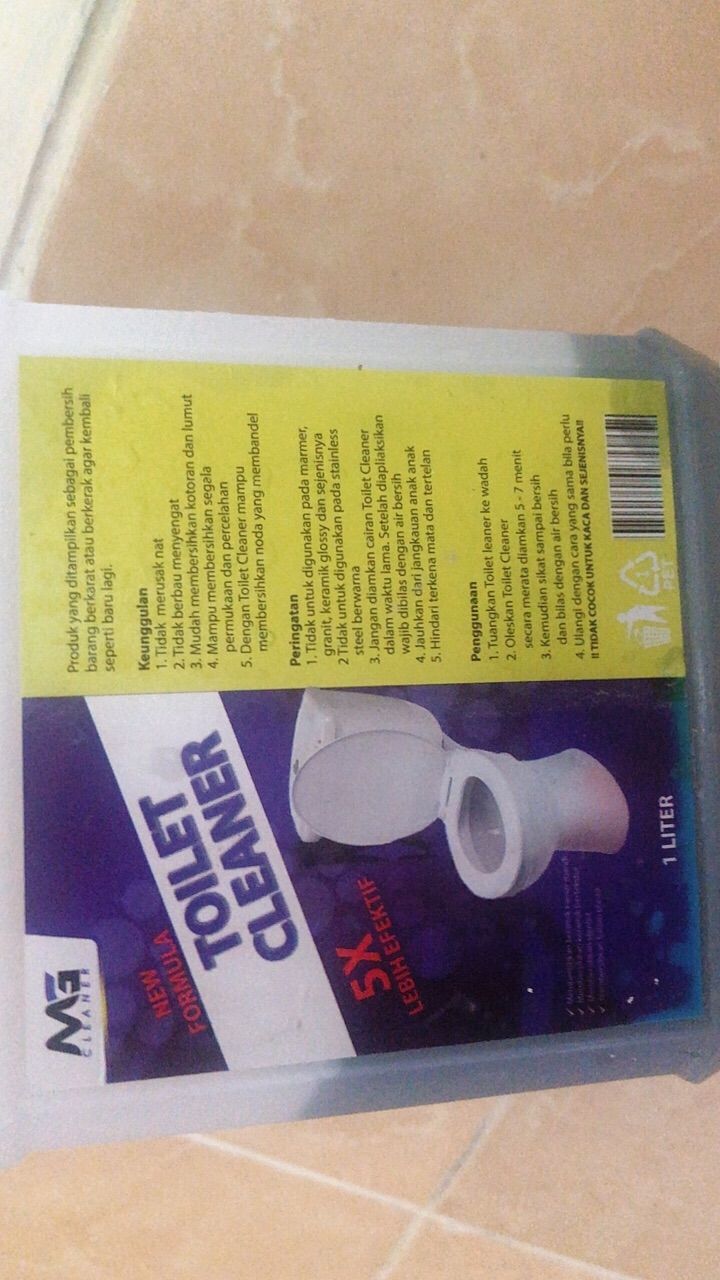 MG
CLEANER
NEW
FORMULA
TOILET
CLEANER
5X
LEBIH EFEKTIF
1 LITER
Produk yang ditampilkan sebagai pembersih
barang berkarat atau berkerak agar kembali
seperti baru lagi.
Keunggulan
1. Tidak merusak nat
2. Tidak berbau menyengat
3. Mudah membersihkan kotoran dan lumut
4. Mampu membersihkan segala
permukaan dan percelahan
5. Dengan Toilet Cleaner mampu
membersihkan noda yang membandel
Peringatan
1. Tidak untuk digunakan pada marmer,
granit, keramik glossy dan sejenisnya
2 Tidak untuk digunakan pada stainless
steel berwarna
3. Jangan diamkan cairan Toilet Cleaner
dalam waktu lama. Setelah diapliaksikan
wajib dibilas dengan air bersih
4. Jauhkan dari jangkauan anak anak
5. Hindari terkena mata dan tertelan
Penggunaan
1. Tuangkan Toilet leaner ke wadah
2. Oleskan Toilet Cleaner
secara merata diamkan 5 - 7 menit
3. Kemudian sikat sampai bersih
dan bilas dengan air bersih
4. Ulangi dengan cara yang sama bila perlu
!! TIDAK COCOK UNTUK KACA DAN SEJENISNYA!!
1
PET